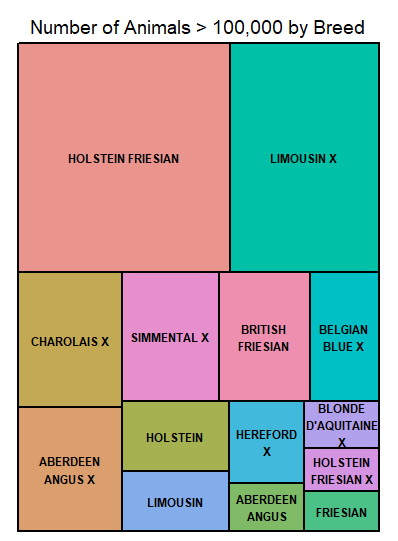 Number of Animals > 100,000 by Breed
HOLSTEIN FRIESIAN
LIMOUSIN X
CHAROLAIS X
SIMMENTAL X
BRITISH
FRIESIAN
BELGIAN
BLUE X
ABERDEEN
ANGUS X
HOLSTEIN
LIMOUSIN
HEREFORD
X
ABERDEEN
ANGUS
BLONDE
D'AQUITAINE
X
HOLSTEIN
FRIESIAN X
FRIESIAN